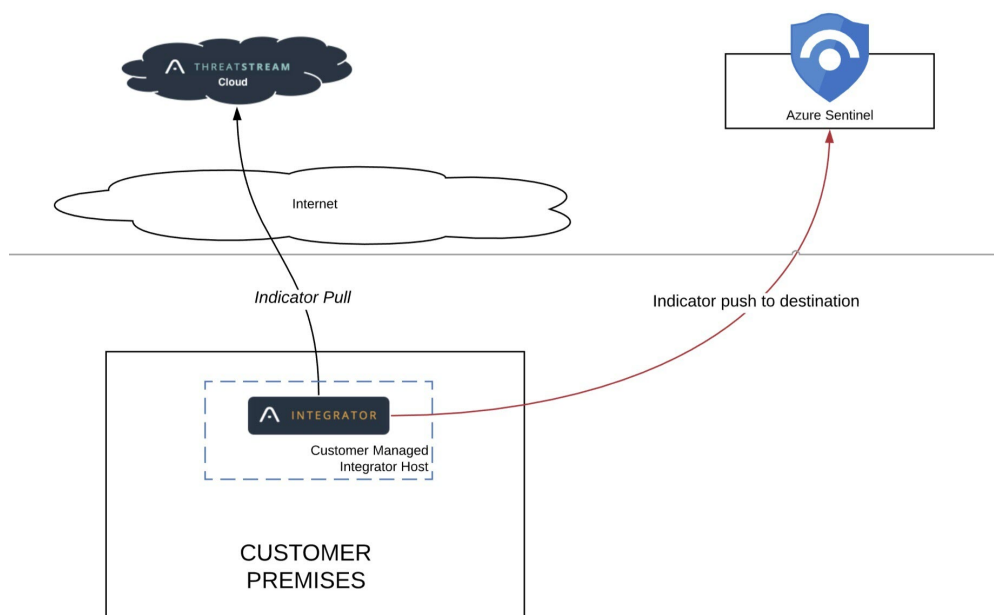 THREATSTREAM
Cloud
Azure Sentinel
Internet
Indicator Pull
Indicator push to destination
INTEGRATOR
Customer Managed
Integrator Host
CUSTOMER
PREMISES